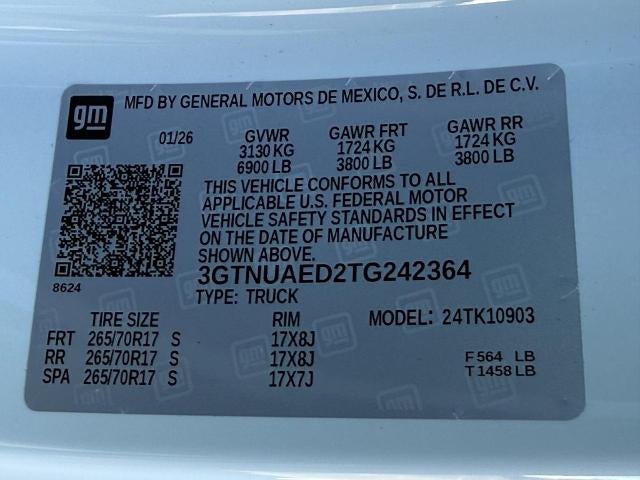 gm MFD BY GENERAL MOTORS DE MEXICO, S. DE R.L. DE C.V.
01/26 GVWR GAWR FRT GAWR RR
3130 KG 1724 KG 1724 KG
6900 LB 3800 LB 3800 LB
THIS VEHICLE CONFORMS TO ALL
APPLICABLE U.S. FEDERAL MOTOR
VEHICLE SAFETY STANDARDS IN EFFECT
ON THE DATE OF MANUFACTURE
SHOWN ABOVE.
8624
3GTNUAED2TG242364
TYPE: TRUCK
TIRE SIZE RIM MODEL: 24TK10903
FRT 265/70R17 S 17X8J
RR 265/70R17 S 17X8J F 564 LB
SPA 265/70R17 S 17X7J T 1458 LB